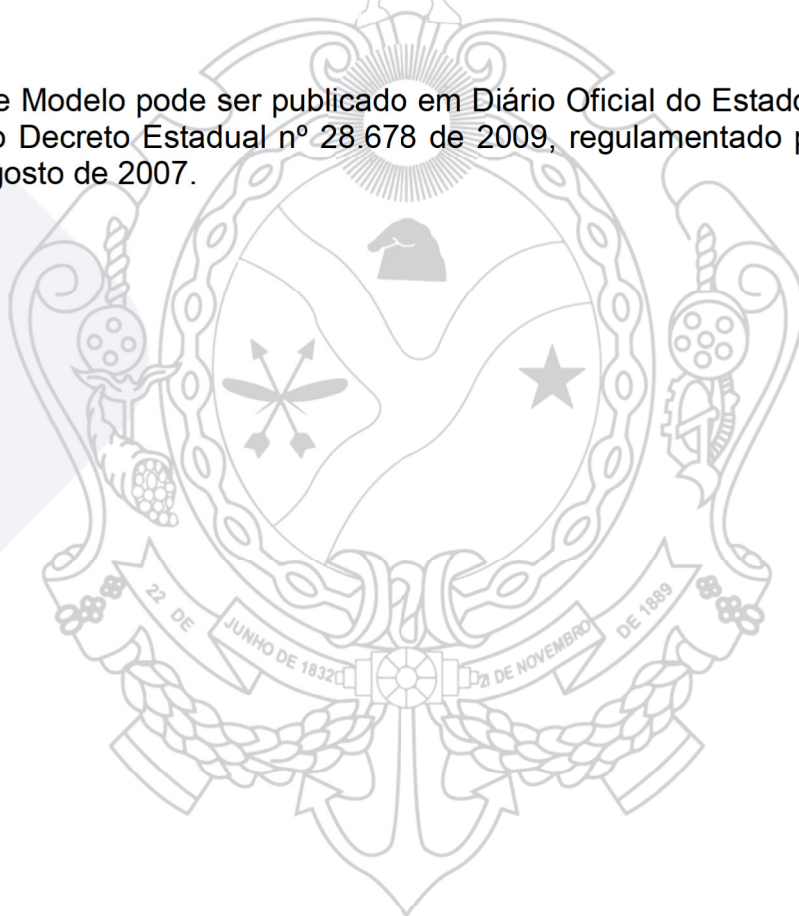 e Modelo pode ser publicado em Diário Oficial do Estado
o Decreto Estadual nº 28.678 de 2009, regulamentado p
gosto de 2007.
22 DE
JUNHO DE 1832
21 DE NOVEMBRO
DE 1889